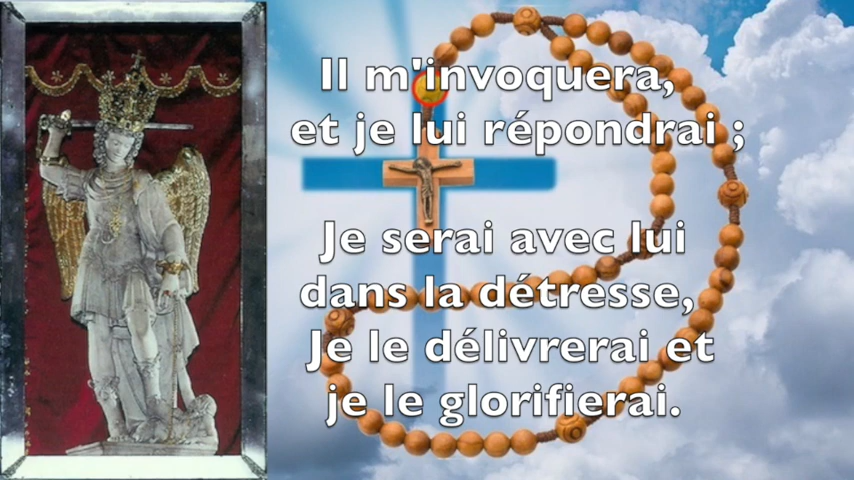 Il m'invoquera,
et je lui répondrai ;
Je serai avec lui
dans la détresse,
Je le délivrerai et
je le glorifierai.